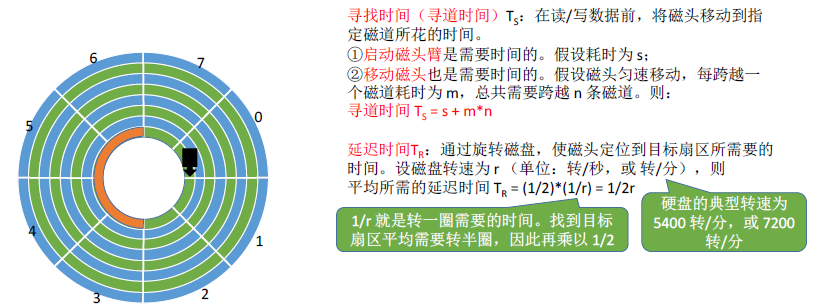 6
7
5
0
4
1
3
2
寻找时间（寻道时间）TS：在读/写数据前，将磁头移动到指
定磁道所花的时间。
①启动磁头臂是需要时间的。假设耗时为 s；
②移动磁头也是需要时间的。假设磁头匀速移动，每跨越一
个磁道耗时为 m，总共需要跨越 n 条磁道。则：
寻道时间 TS = s + m*n
延迟时间TR：通过旋转磁盘，使磁头定位到目标扇区所需要的
时间。设磁盘转速为 r （单位：转/秒，或 转/分），则
平均所需的延迟时间 TR = (1/2)*(1/r) = 1/2r
1/r 就是转一圈需要的时间。找到目标
扇区平均需要转半圈，因此再乘以 1/2
硬盘的典型转速为
5400 转/分，或 7200
转/分